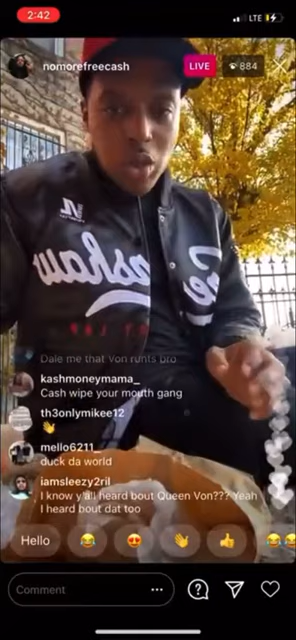 2:42
LTE
nomorefreecash
LIVE
884
Dale me that Von runts bro
kashmoneymama_
Cash wipe your mouth gang
th3onlymikee12
👋
mello6211_
duck da world
iamsleezy2ril
I know y'all heard bout Queen Von??? Yeah
I heard bout dat too
Hello 😂 😍 👋 👍 😂😂
Comment